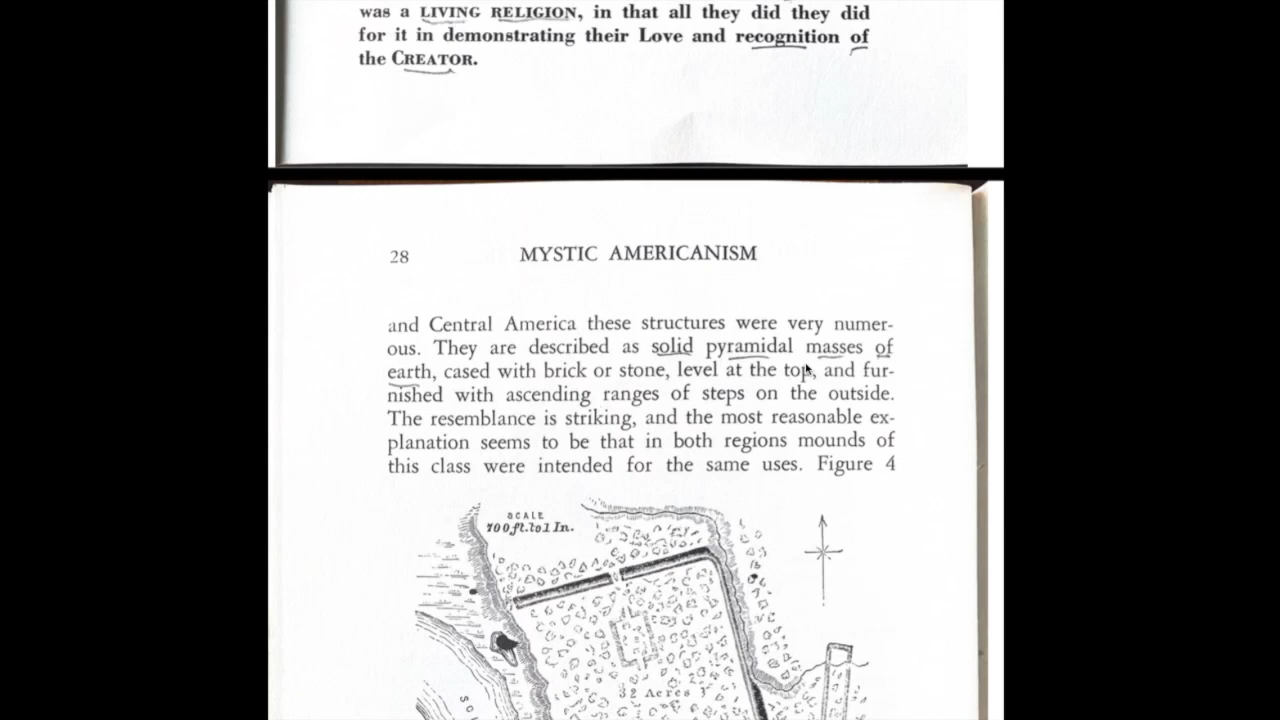 was a LIVING RELIGION, in that all they did they did
for it in demonstrating their Love and recognition of
the CREATOR.
28 MYSTIC AMERICANISM
and Central America these structures were very numer-
ous. They are described as solid pyramidal masses of
earth, cased with brick or stone, level at the top, and fur-
nished with ascending ranges of steps on the outside.
The resemblance is striking, and the most reasonable ex-
planation seems to be that in both regions mounds of
this class were intended for the same uses. Figure 4
SCALE
700 ft. to 1 In.
32 Acres